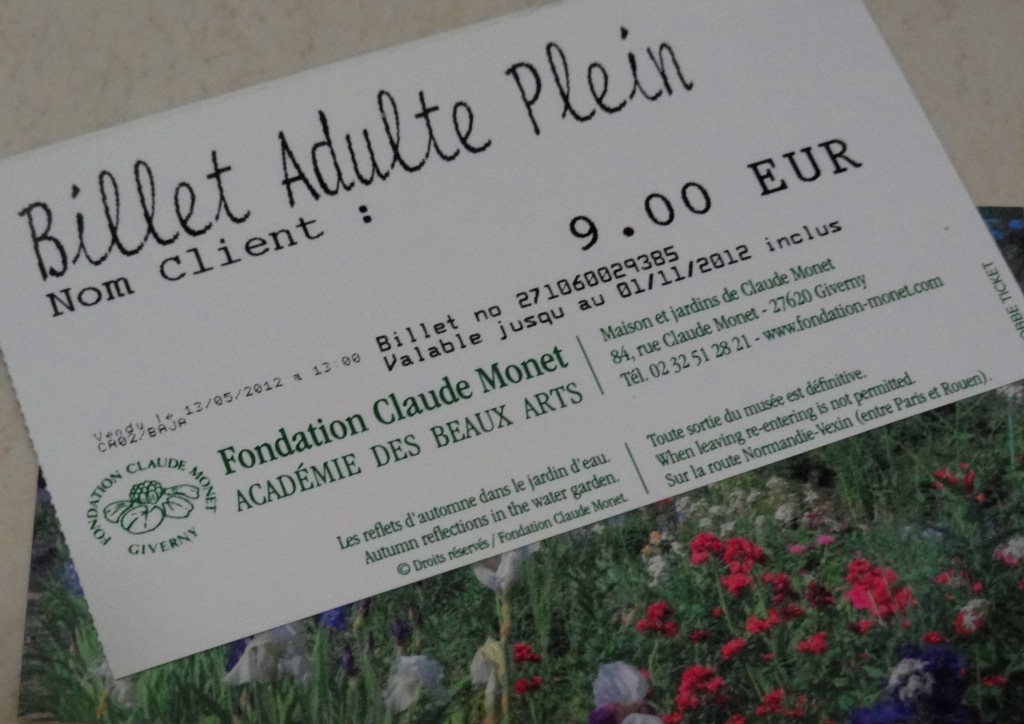 Billet Adulte Plein
Nom Client :
9.00 EUR
Billet no 271060029385
Valable jusqu au 01/11/2012 inclus
Vendu le 13/05/2012 a 13:00
CA02/BAJA
FONDATION CLAUDE MONET
GIVERNY
Fondation Claude Monet
ACADÉMIE DES BEAUX ARTS
Maison et jardins de Claude Monet
84, rue Claude Monet - 27620 Giverny
Tél. 02 32 51 28 21 - www.fondation-monet.com
Les reflets d'automne dans le jardin d'eau.
Autumn reflections in the water garden.
© Droits réservés / Fondation Claude Monet.
Toute sortie du musée est définitive.
When leaving re-entering is not permitted.
Sur la route Normandie-Vexin (entre Paris et Rouen).
TICKET